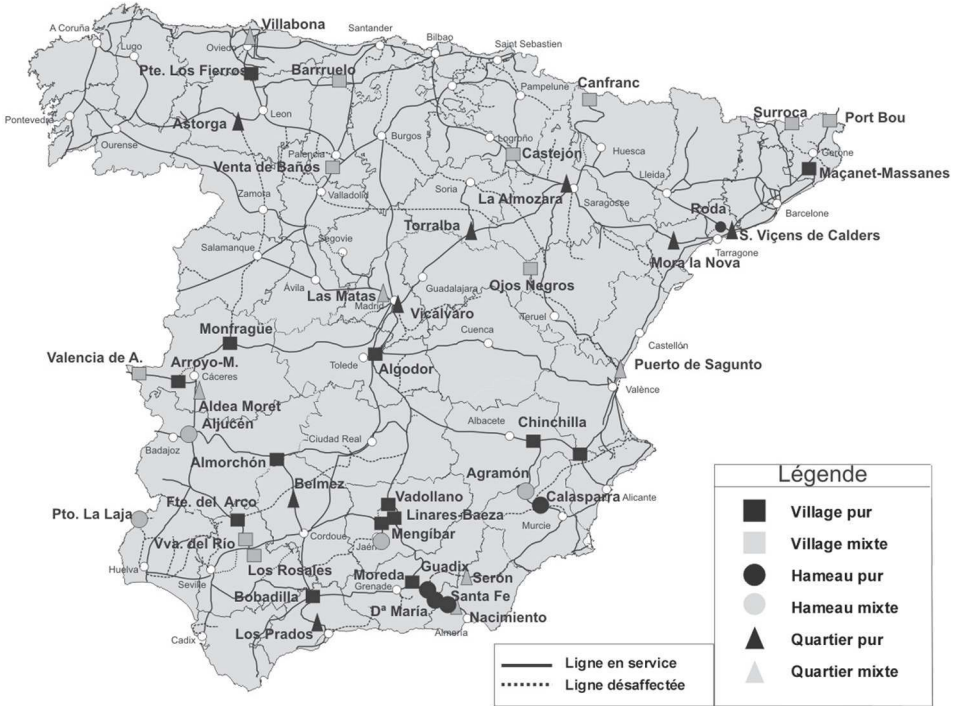 Villabona
A Coruña
Lugo
Oviedo
Santander
Bilbao
Saint Sebastien
Pte. Los Fierros
Barrruelo
Pampelune
Canfranc
Surroca
Port Bou
Pontevedra
Astorga
Leon
Burgos
Logroño
Huesca
Gerone
Ourense
Palencia
Castejón
Venta de Baños
Maçanet-Massanes
Zamora
Valladolid
Soria
La Almozara
Saragosse
Lleida
Roda
Barcelone
Torralba
S. Viçens de Calders
Tarragone
Salamanque
Segovie
Mora la Nova
Ávila
Las Matas
Madrid
Guadalajara
Ojos Negros
Vicálvaro
Teruel
Monfragüe
Cuenca
Castellón
Valencia de A.
Arroyo-M.
Cáceres
Tolede
Algodor
Puerto de Sagunto
Valènce
Aldea Moret
Aljucén
Albacete
Chinchilla
Badajoz
Ciudad Real
Almorchón
Agramón
Belmez
Vadollano
Calasparra
Alicante
Fte. del Arco
Linares-Baeza
Pto. La Laja
Murcie
Vva. del Río
Cordoue
Mengíbar
Jaén
Huelva
Los Rosales
Seville
Moreda
Guadix
Serón
Grenade
Bobadilla
Santa Fe
Dª María
Nacimiento
Los Prados
Almería
Cadix
Légende
Village pur
Village mixte
Hameau pur
Hameau mixte
Quartier pur
Quartier mixte
Ligne en service
Ligne désaffectée